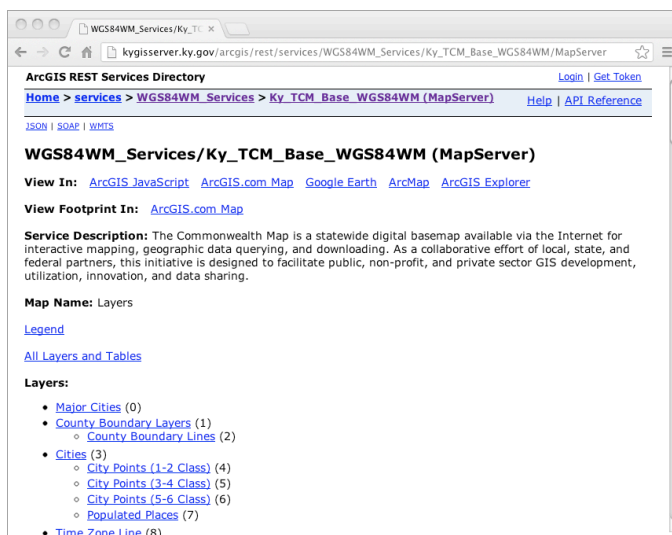 WGS84WM_Services/Ky_TC ×
kygisserver.ky.gov/arcgis/rest/services/WGS84WM_Services/Ky_TCM_Base_WGS84WM/MapServer
ArcGIS REST Services Directory Login | Get Token
Home > services > WGS84WM_Services > Ky_TCM_Base_WGS84WM (MapServer) Help | API Reference
JSON | SOAP | WMTS
WGS84WM_Services/Ky_TCM_Base_WGS84WM (MapServer)
View In: ArcGIS JavaScript ArcGIS.com Map Google Earth ArcMap ArcGIS Explorer
View Footprint In: ArcGIS.com Map
Service Description: The Commonwealth Map is a statewide digital basemap available via the Internet for
interactive mapping, geographic data querying, and downloading. As a collaborative effort of local, state, and
federal partners, this initiative is designed to facilitate public, non-profit, and private sector GIS development,
utilization, innovation, and data sharing.
Map Name: Layers
Legend
All Layers and Tables
Layers:
• Major Cities (0)
• County Boundary Layers (1)
○ County Boundary Lines (2)
• Cities (3)
○ City Points (1-2 Class) (4)
○ City Points (3-4 Class) (5)
○ City Points (5-6 Class) (6)
○ Populated Places (7)
• Time Zone Line (8)